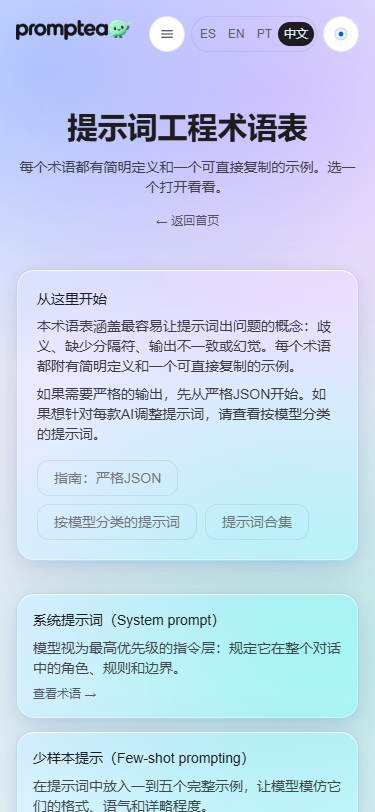 promptea
ES EN PT 中文
提示词工程术语表
每个术语都有简明定义和一个可直接复制的示例。选一
个打开看看。
← 返回首页
从这里开始
本术语表涵盖最容易让提示词出问题的概念：歧
义、缺少分隔符、输出不一致或幻觉。每个术语
都附有简明定义和一个可直接复制的示例。
如果需要严格的输出，先从严格JSON开始。如
果想针对每款AI调整提示词，请查看按模型分类
的提示词。
指南：严格JSON
按模型分类的提示词 提示词合集
系统提示词（System prompt）
模型视为最高优先级的指令层：规定它在整个对话
中的角色、规则和边界。
查看术语 →
少样本提示（Few-shot prompting）
在提示词中放入一到五个完整示例，让模型模仿它
们的格式、语气和详略程度。